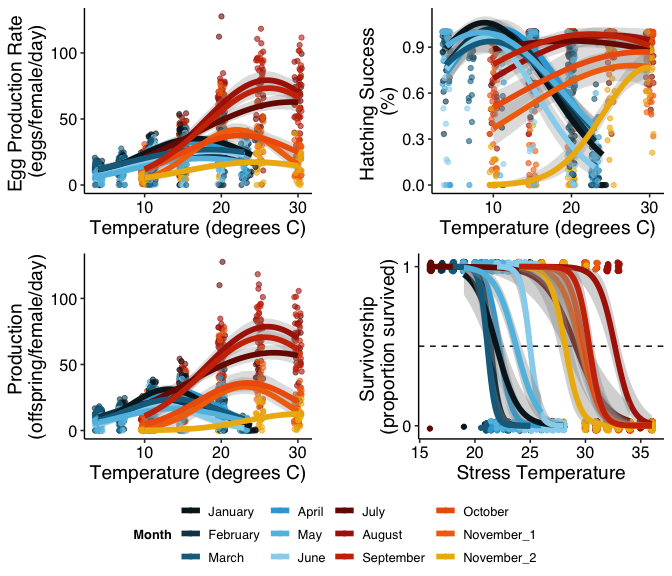 Egg Production Rate
(eggs/female/day)
100
50
0
10
20
30
Temperature (degrees C)
Hatching Success
(%)
0.9
0.6
0.3
0.0
10
20
30
Temperature (degrees C)
Production
(offspring/female/day)
100
50
0
10
20
30
Temperature (degrees C)
Survivorship
(proportion survived)
1
0
15
20
25
30
35
Stress Temperature
Month
January
February
March
April
May
June
July
August
September
October
November_1
November_2